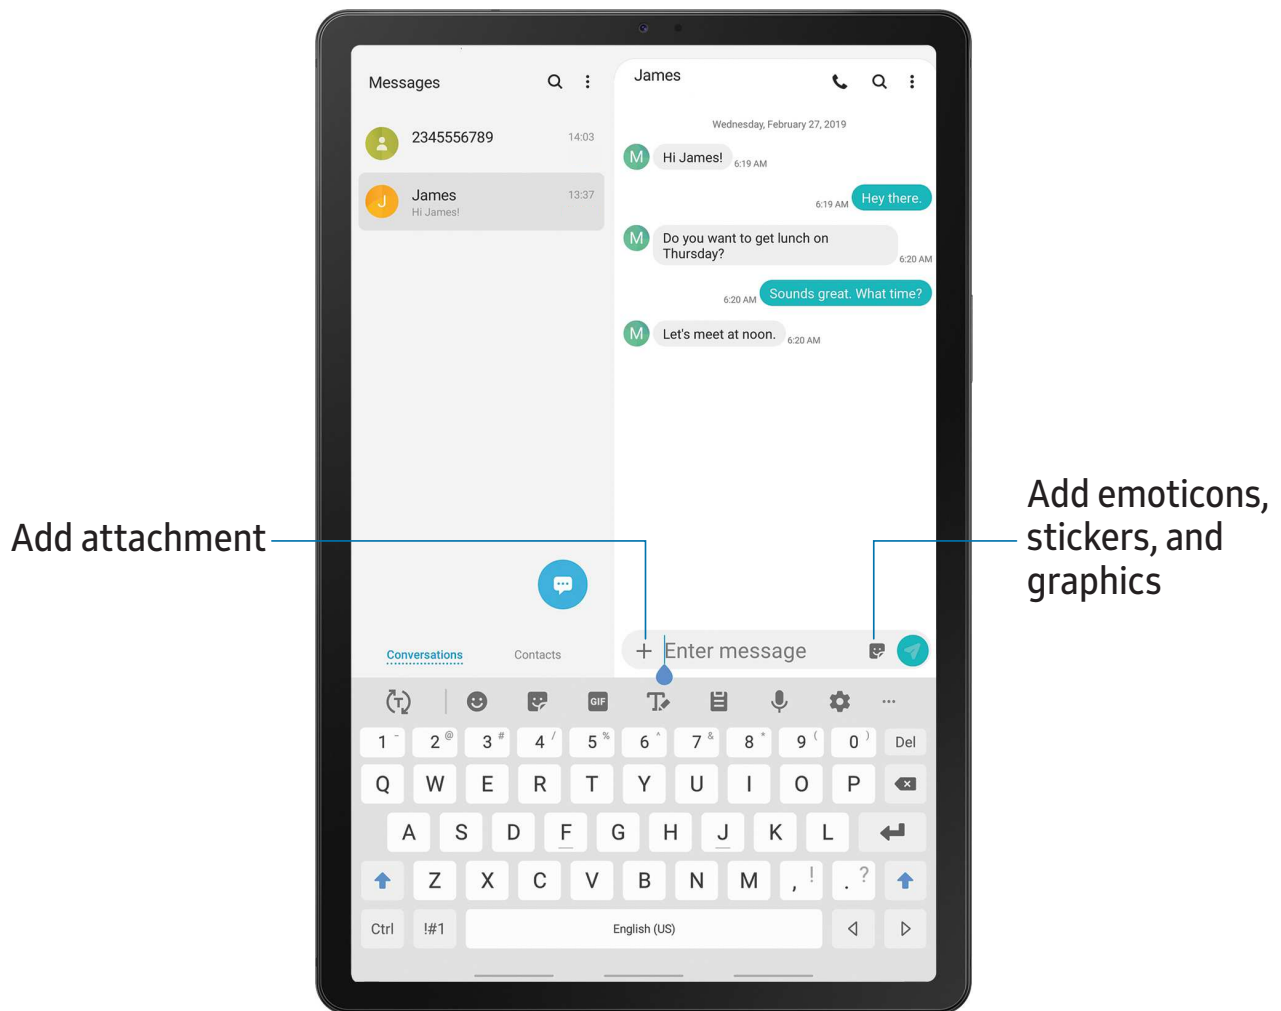 Messages
2345556789
14:03
J
James
13:37
Hi James!
Conversations
Contacts
James
Wednesday, February 27, 2019
M
Hi James!
6:19 AM
6:19 AM
Hey there.
M
Do you want to get lunch on
Thursday?
6:20 AM
6:20 AM
Sounds great. What time?
M
Let's meet at noon.
6:20 AM
Add attachment
Add emoticons,
stickers, and
graphics
Enter message
T GIF T
1 - 2 @ 3 # 4 / 5 % 6 ^ 7 & 8 * 9 ( 0 ) Del
Q W E R T Y U I O P
A S D F G H J K L
Z X C V B N M , ! . ?
Ctrl !#1 English (US)